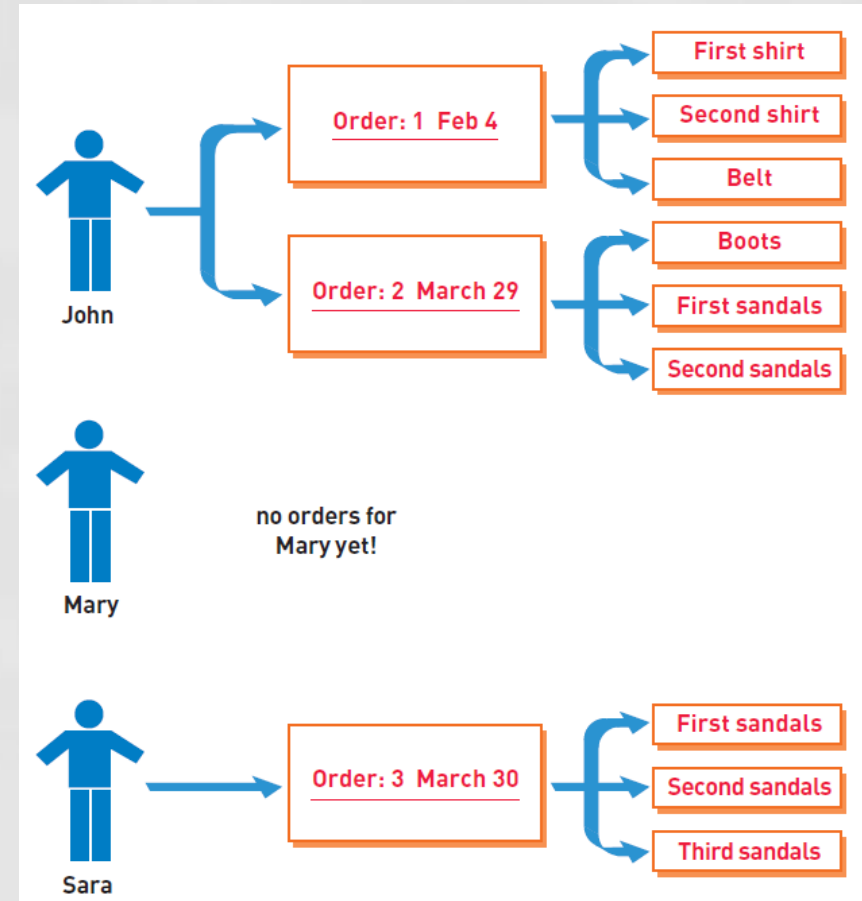 First shirt
Order: 1  Feb 4
Second shirt
Belt
John
Order: 2  March 29
Boots
First sandals
Second sandals
no orders for
Mary yet!
Mary
Order: 3  March 30
First sandals
Second sandals
Third sandals
Sara